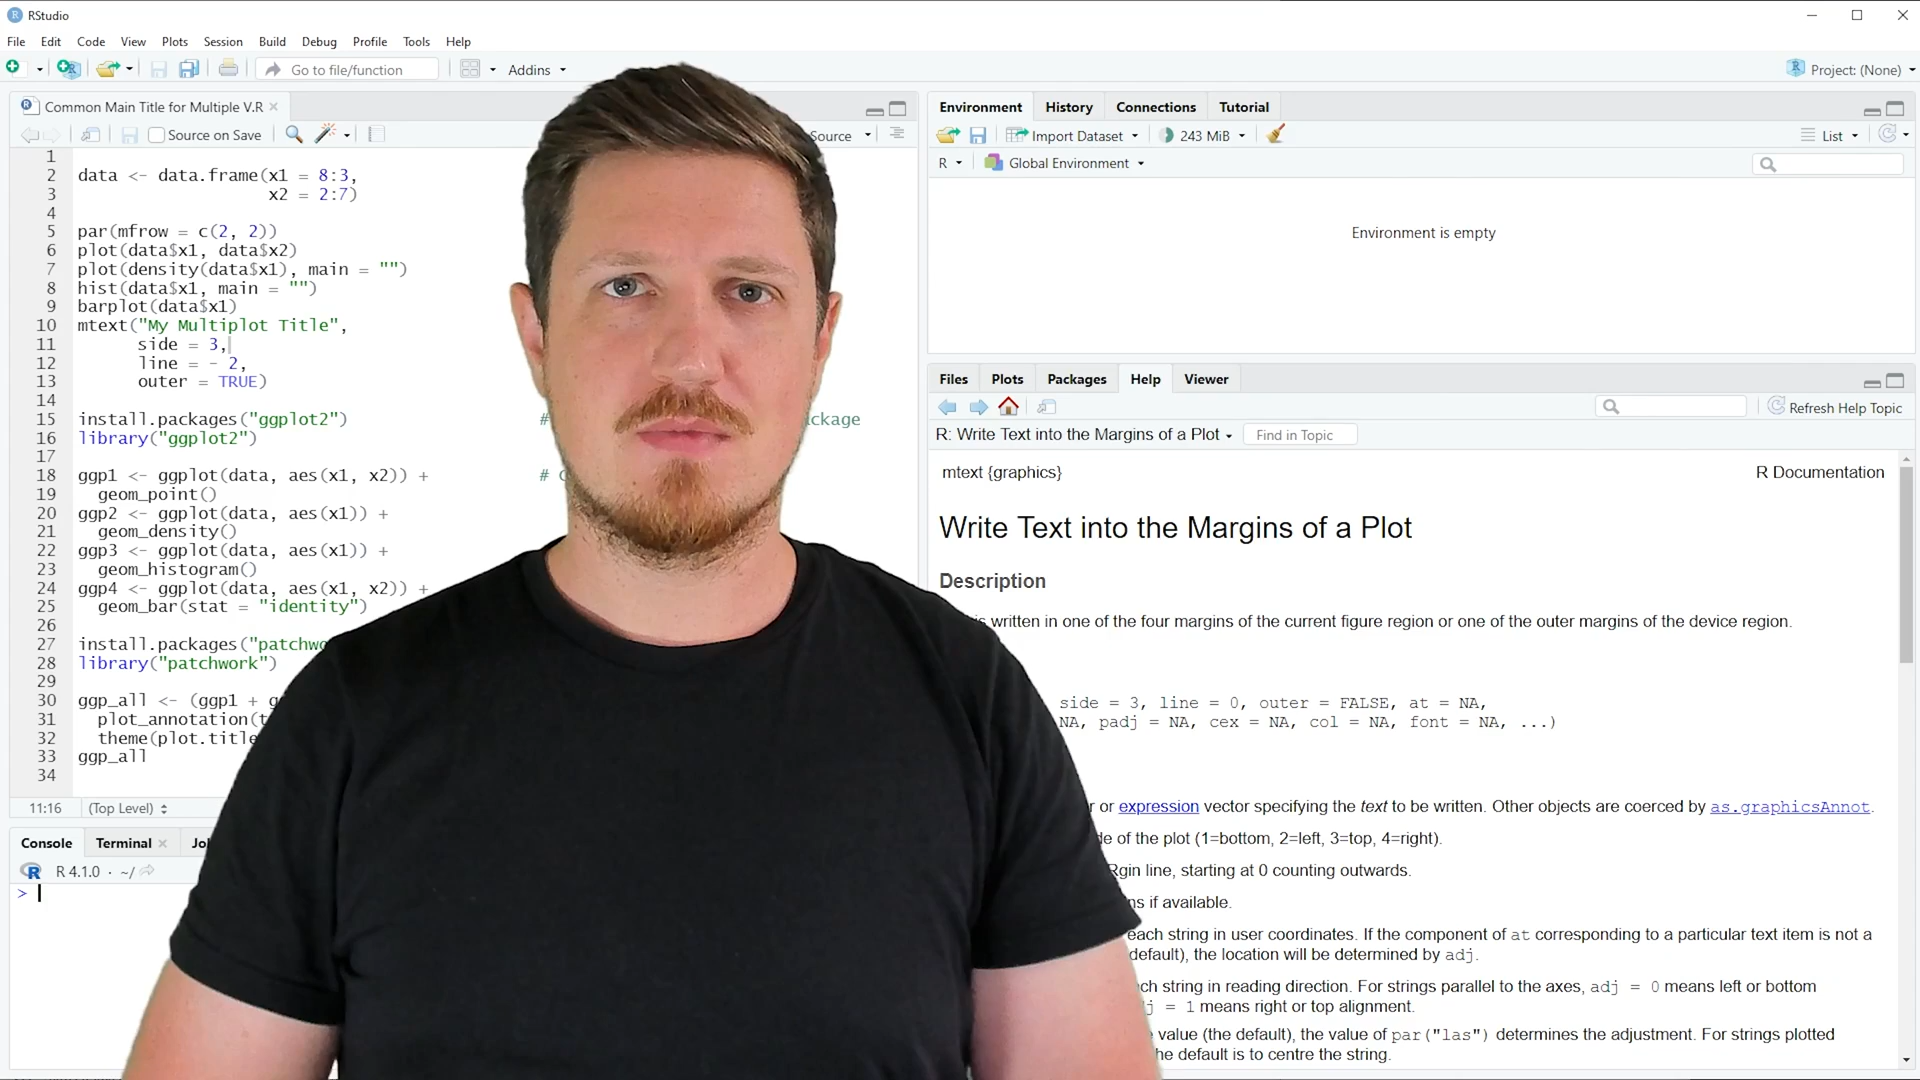 RStudio
File Edit Code View Plots Session Build Debug Profile Tools Help
Go to file/function Addins Project: (None)
Common Main Title for Multiple V.R
Source on Save Source
1
2 data <- data.frame(x1 = 8:3,
3 x2 = 2:7)
4
5 par(mfrow = c(2, 2))
6 plot(data$x1, data$x2)
7 plot(density(data$x1), main = "")
8 hist(data$x1, main = "")
9 barplot(data$x1)
10 mtext("My Multiplot Title",
11 side = 3,
12 line = - 2,
13 outer = TRUE)
14
15 install.packages("ggplot2") #
16 library("ggplot2")
17
18 ggp1 <- ggplot(data, aes(x1, x2)) + #
19 geom_point()
20 ggp2 <- ggplot(data, aes(x1)) +
21 geom_density()
22 ggp3 <- ggplot(data, aes(x1)) +
23 geom_histogram()
24 ggp4 <- ggplot(data, aes(x1, x2)) +
25 geom_bar(stat = "identity")
26
27 install.packages("patchwo
28 library("patchwork")
29
30 ggp_all <- (ggp1 + g
31 plot_annotation(t
32 theme(plot.title
33 ggp_all
34
11:16 (Top Level)
Console Terminal Jo
R 4.1.0 · ~/
>
Environment History Connections Tutorial
Import Dataset 243 MiB List
R Global Environment
Environment is empty
Files Plots Packages Help Viewer
Refresh Help Topic
R: Write Text into the Margins of a Plot Find in Topic
mtext {graphics} R Documentation
Write Text into the Margins of a Plot
Description
is written in one of the four margins of the current figure region or one of the outer margins of the device region.
side = 3, line = 0, outer = FALSE, at = NA,
NA, padj = NA, cex = NA, col = NA, font = NA, ...)
or expression vector specifying the text to be written. Other objects are coerced by as.graphicsAnnot.
of the plot (1=bottom, 2=left, 3=top, 4=right).
line, starting at 0 counting outwards.
if available.
each string in user coordinates. If the component of at corresponding to a particular text item is not a
default), the location will be determined by adj.
string in reading direction. For strings parallel to the axes, adj = 0 means left or bottom
= 1 means right or top alignment.
value (the default), the value of par("las") determines the adjustment. For strings plotted
the default is to centre the string.